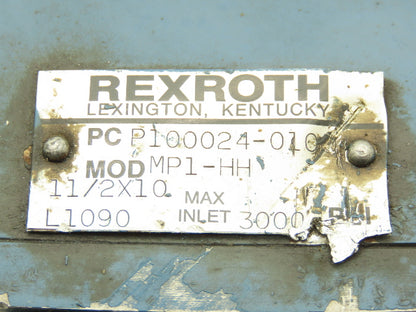 REXROTH
LEXINGTON, KENTUCKY
PC P100024-010
MOD MP1-HH
11/2X10 MAX
L1090 INLET 3000